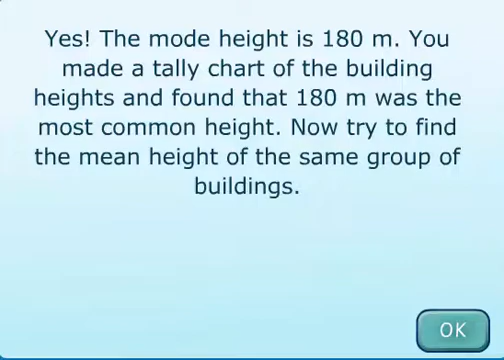 Yes! The mode height is 180 m. You
made a tally chart of the building
heights and found that 180 m was the
most common height. Now try to find
the mean height of the same group of
buildings.
OK